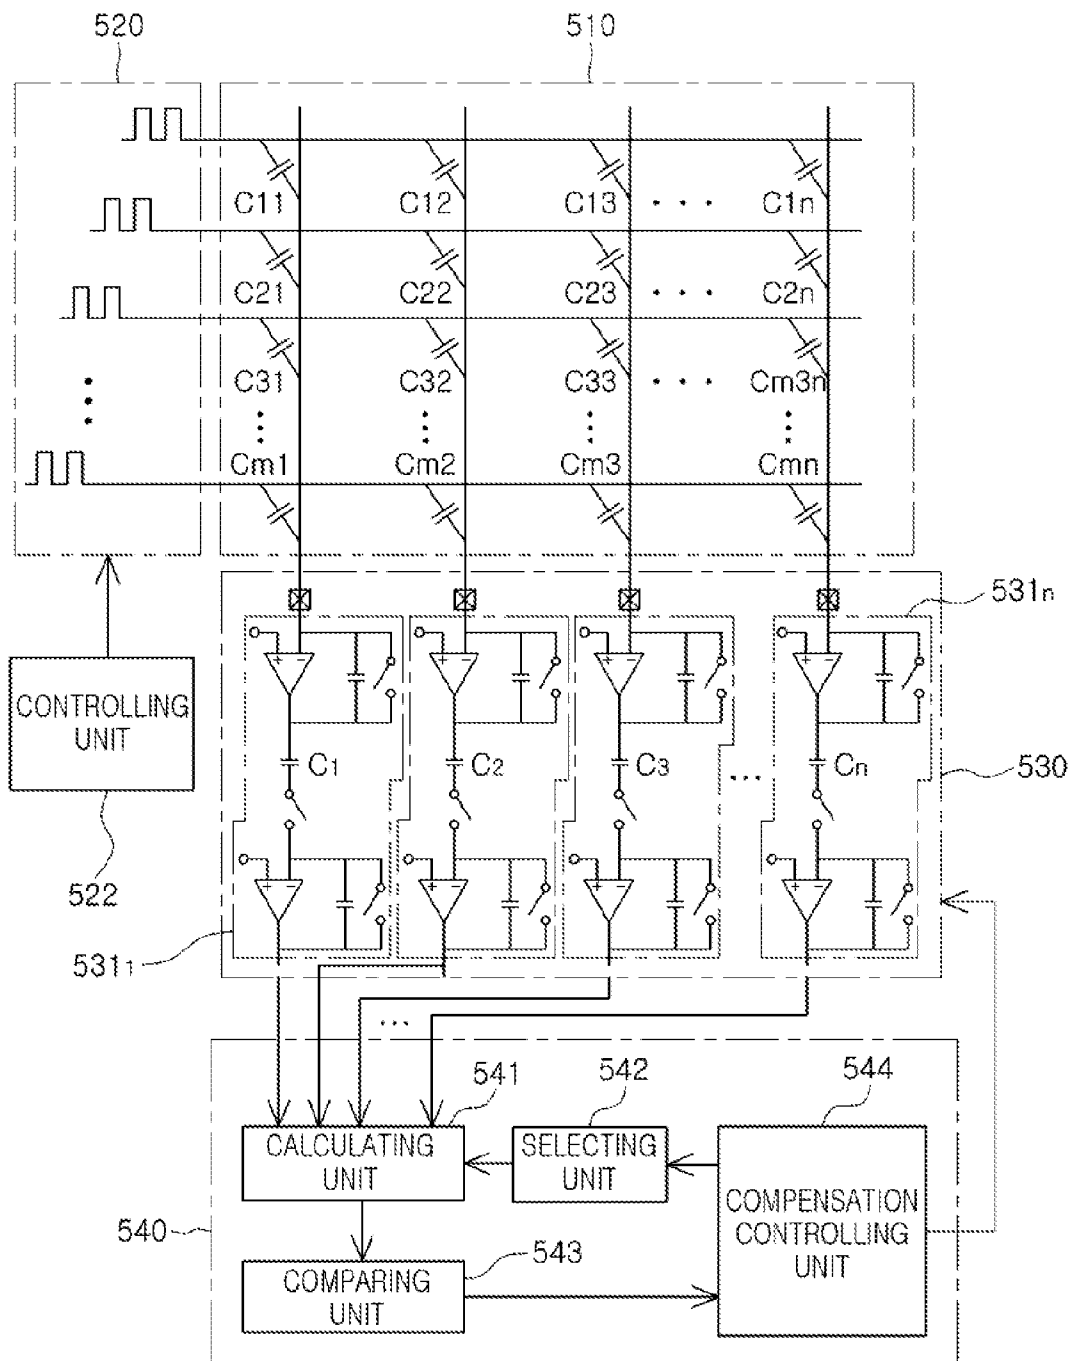 520 510
C11 C12 C13 • • • C1n
C21 C22 C23 • • • C2n
C31 C32 C33 • • • Cm3n
Cm1 Cm2 Cm3 Cmn
531n
+ − + − + − + −
CONTROLLING
UNIT
C1 C2 C3 ... Cn
530
522
+ − + − + − + −
5311
...
541 542 544
CALCULATING
UNIT
SELECTING
UNIT
COMPENSATION
CONTROLLING
UNIT
540
543
COMPARING
UNIT